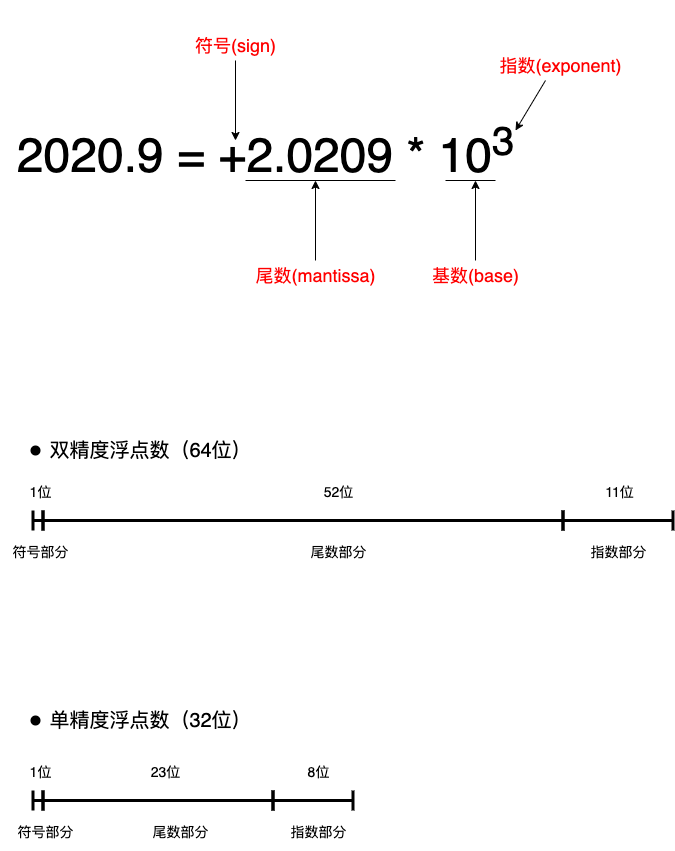 符号(sign)
指数(exponent)
2020.9 = +2.0209 * 10³
尾数(mantissa)
基数(base)
● 双精度浮点数（64位）
1位 52位 11位
符号部分 尾数部分 指数部分
● 单精度浮点数（32位）
1位 23位 8位
符号部分 尾数部分 指数部分